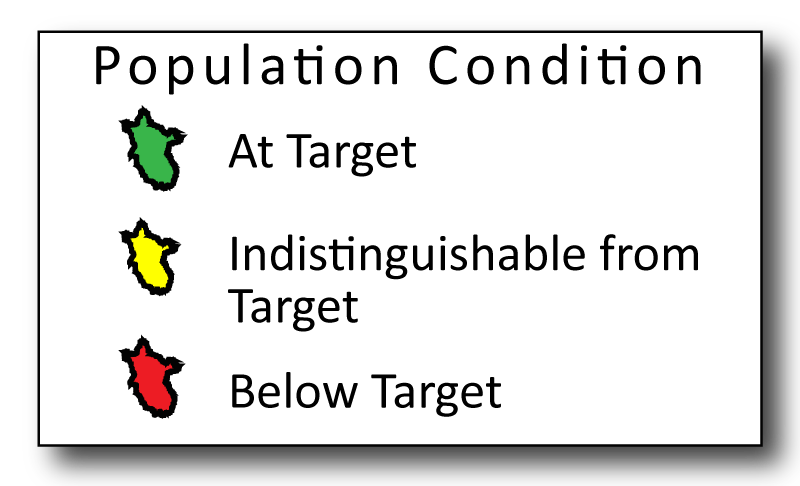 Population Condition
At Target
Indistinguishable from
Target
Below Target